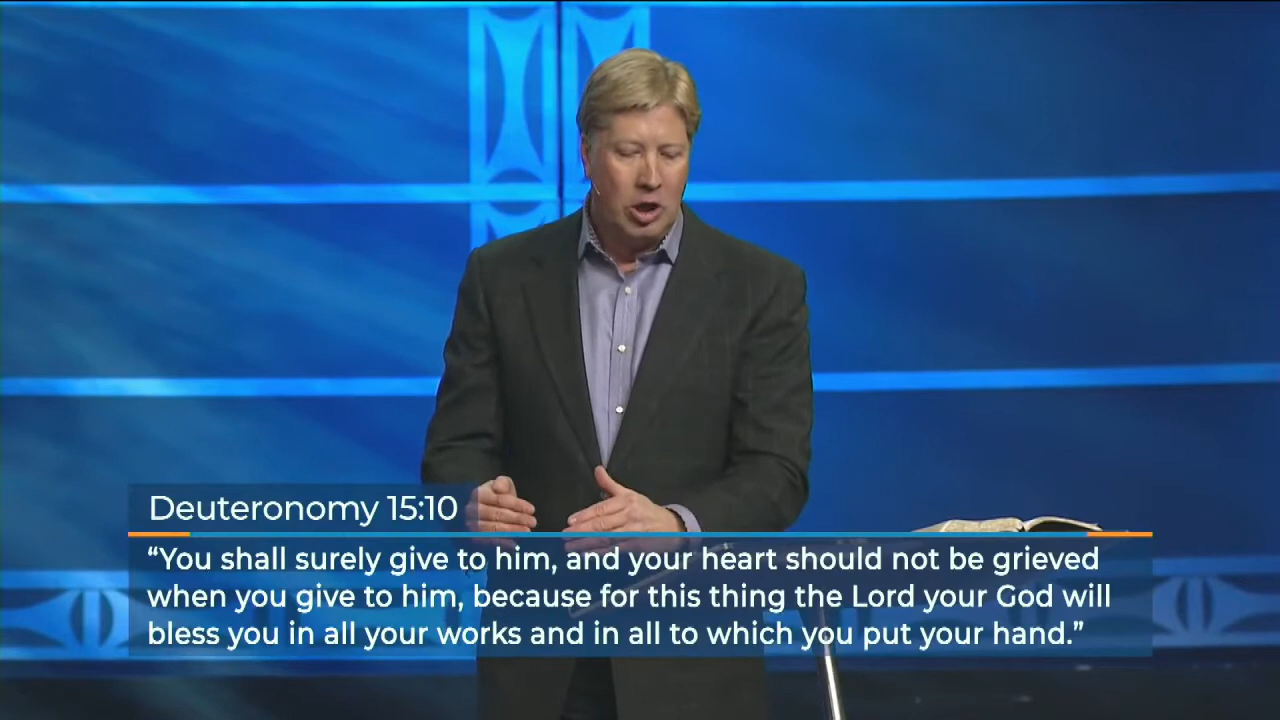 Deuteronomy 15:10
“You shall surely give to him, and your heart should not be grieved
when you give to him, because for this thing the Lord your God will
bless you in all your works and in all to which you put your hand.”